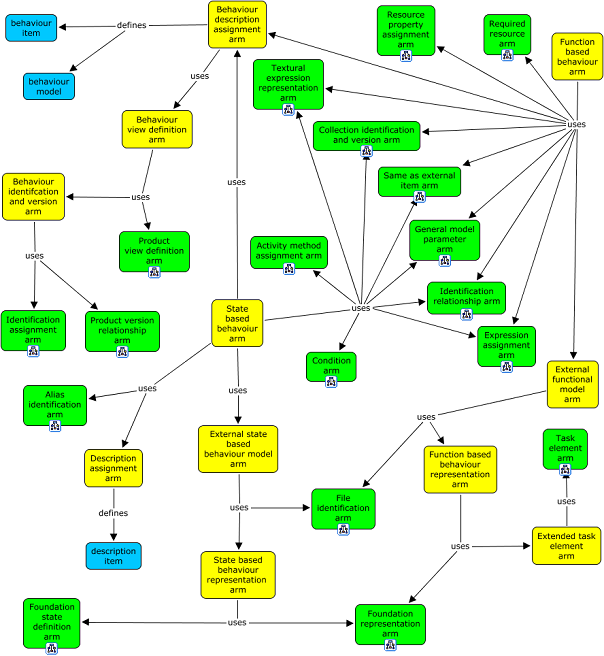 behaviour
item
defines
Behaviour
description
assignment
arm
Resource
property
assignment
arm
Required
resource
arm
Function
based
behaviour
arm
behaviour
model
uses
Textural
expression
representation
arm
Behaviour
view definition
arm
Collection identification
and version arm
uses
Same as external
item arm
Behaviour
identifcation
and version
arm
uses
uses
General model
parameter
arm
Product
view definition
arm
Activity method
assignment arm
uses
Identification
relationship arm
Identification
assignment
arm
Product version
relationship
arm
State
based
behavoiur
arm
uses
Expression
assignment
arm
Condition
arm
External
functional
model
arm
Alias
identification
arm
uses
uses
uses
External state
based
behaviour model
arm
Function based
behaviour
representation
arm
Task
element
arm
Description
assignment
arm
File
identification
arm
uses
uses
defines
description
item
State based
behaviour
representation
arm
uses
Extended task
element
arm
Foundation
state
definition
arm
uses
Foundation
representation
arm